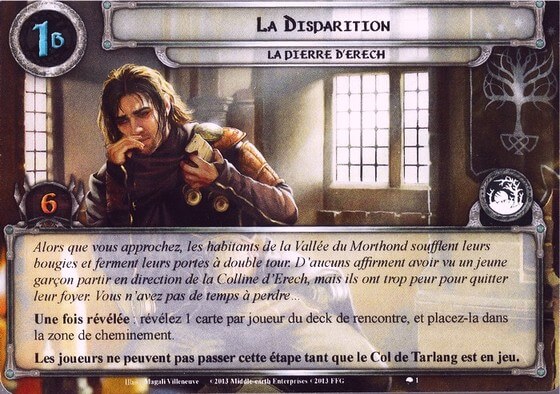 1B
LA DISPARITION
LA PIERRE D'ERECH
6
Alors que vous approchez, les habitants de la Vallée du Morthond soufflent leurs
bougies et ferment leurs portes à double tour. D'aucuns affirment avoir vu un jeune
garçon partir en direction de la Colline d'Erech, mais ils ont trop peur pour quitter
leur foyer. Vous n'avez pas de temps à perdre...
Une fois révélée : révélez 1 carte par joueur du deck de rencontre, et placez-la dans
la zone de cheminement.
Les joueurs ne peuvent pas passer cette étape tant que le Col de Tarlang est en jeu.
Illus. Magali Villeneuve ©2013 Middle-earth Enterprises ©2013 FFG 1